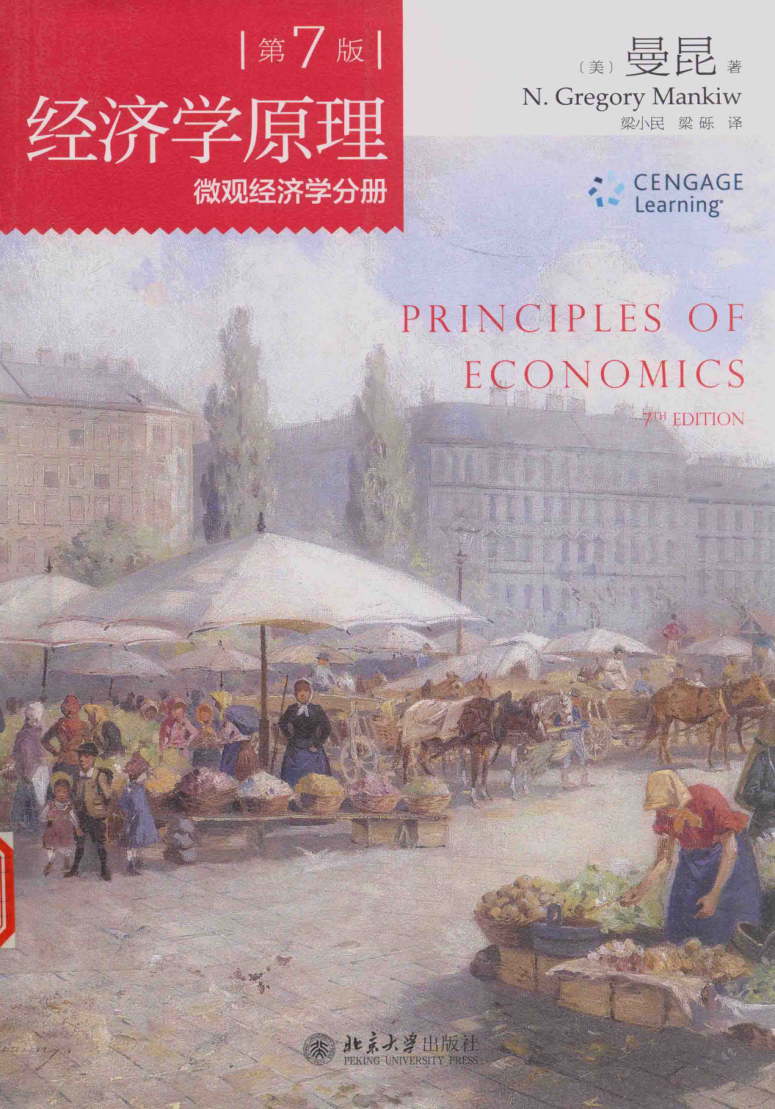 第7版
经济学原理
微观经济学分册
（美）曼昆 著
N. Gregory Mankiw
梁小民 梁砾 译
CENGAGE
Learning®
PRINCIPLES OF
ECONOMICS
7TH EDITION
北京大学出版社
PEKING UNIVERSITY PRESS